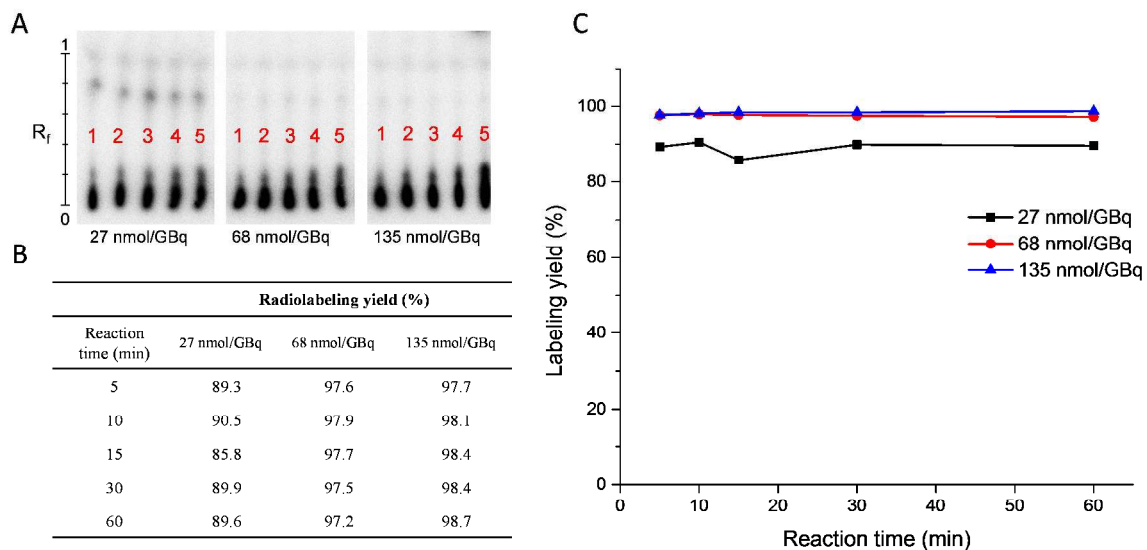 A
1
R_f
0
1 2 3 4 5
1 2 3 4 5
1 2 3 4 5
27 nmol/GBq 68 nmol/GBq 135 nmol/GBq
B
Radiolabeling yield (%)
Reaction time (min) 27 nmol/GBq 68 nmol/GBq 135 nmol/GBq
5 89.3 97.6 97.7
10 90.5 97.9 98.1
15 85.8 97.7 98.4
30 89.9 97.5 98.4
60 89.6 97.2 98.7
C
Labeling yield (%)
100
80
60
40
20
0
0 10 20 30 40 50 60
Reaction time (min)
27 nmol/GBq
68 nmol/GBq
135 nmol/GBq